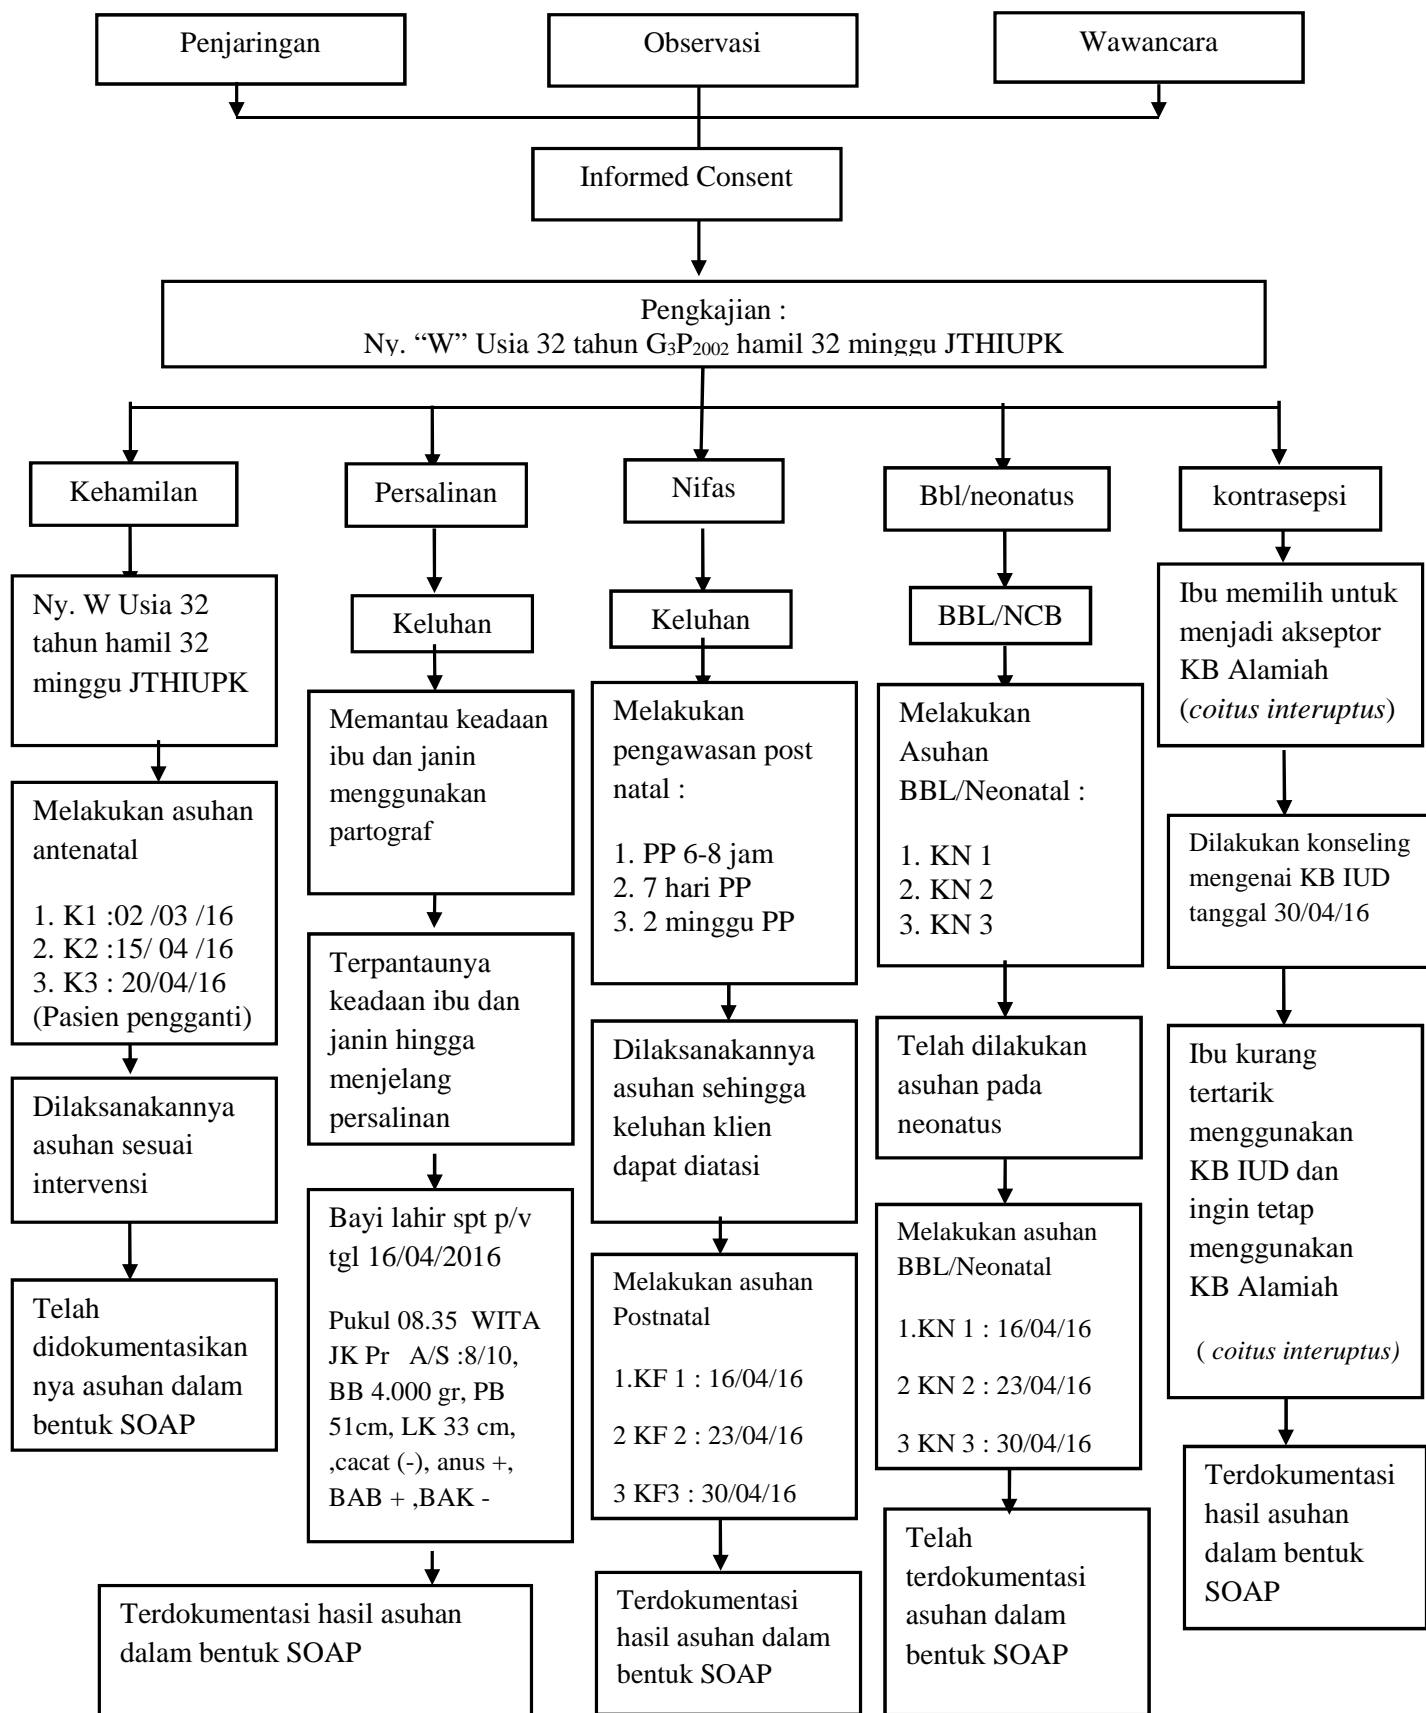 Penjaringan
Observasi
Wawancara
Informed Consent
Pengkajian :
Ny. “W” Usia 32 tahun G₃P₂₀₀₂ hamil 32 minggu JTHIUPK
Kehamilan
Persalinan
Nifas
Bbl/neonatus
kontrasepsi
Ny. W Usia 32
tahun hamil 32
minggu JTHIUPK
Melakukan asuhan
antenatal
1. K1 :02 /03 /16
2. K2 :15/ 04 /16
3. K3 : 20/04/16
(Pasien pengganti)
Dilaksanakannya
asuhan sesuai
intervensi
Telah
didokumentasikan
nya asuhan dalam
bentuk SOAP
Keluhan
Memantau keadaan
ibu dan janin
menggunakan
partograf
Terpantaunya
keadaan ibu dan
janin hingga
menjelang
persalinan
Bayi lahir spt p/v
tgl 16/04/2016
Pukul 08.35 WITA
JK Pr A/S :8/10,
BB 4.000 gr, PB
51cm, LK 33 cm,
,cacat (-), anus +,
BAB + ,BAK -
Terdokumentasi hasil asuhan
dalam bentuk SOAP
Keluhan
Melakukan
pengawasan post
natal :
1. PP 6-8 jam
2. 7 hari PP
3. 2 minggu PP
Dilaksanakannya
asuhan sehingga
keluhan klien
dapat diatasi
Melakukan asuhan
Postnatal
1.KF 1 : 16/04/16
2 KF 2 : 23/04/16
3 KF3 : 30/04/16
Terdokumentasi
hasil asuhan dalam
bentuk SOAP
BBL/NCB
Melakukan
Asuhan
BBL/Neonatal :
1. KN 1
2. KN 2
3. KN 3
Telah dilakukan
asuhan pada
neonatus
Melakukan asuhan
BBL/Neonatal
1.KN 1 : 16/04/16
2 KN 2 : 23/04/16
3 KN 3 : 30/04/16
Telah
terdokumentasi
asuhan dalam
bentuk SOAP
Ibu memilih untuk
menjadi akseptor
KB Alamiah
(coitus interuptus)
Dilakukan konseling
mengenai KB IUD
tanggal 30/04/16
Ibu kurang
tertarik
menggunakan
KB IUD dan
ingin tetap
menggunakan
KB Alamiah
( coitus interuptus)
Terdokumentasi
hasil asuhan
dalam bentuk
SOAP